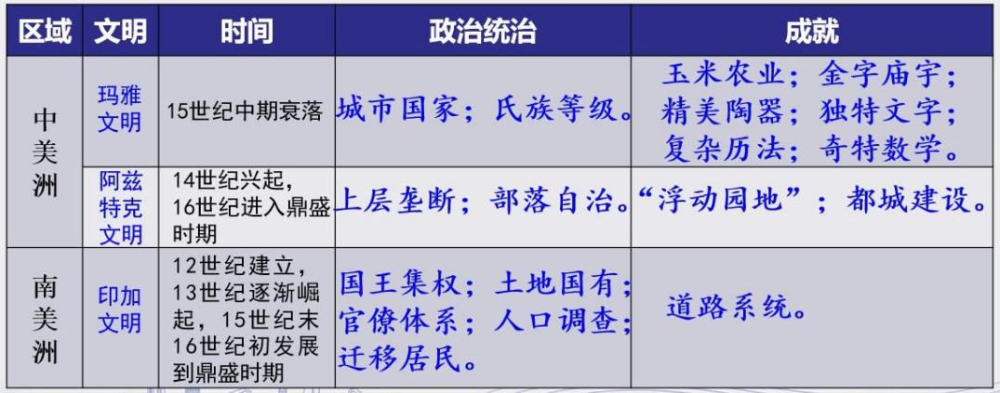 区域 文明 时间 政治统治 成就
中
美
洲
玛雅
文明
15世纪中期衰落
城市国家；氏族等级。
玉米农业；金字庙宇；
精美陶器；独特文字；
复杂历法；奇特数学。
阿兹
特克
文明
14世纪兴起，
16世纪进入鼎盛
时期
上层垄断；部落自治。
“浮动园地”；都城建设。
南
美
洲
印加
文明
12世纪建立，
13世纪逐渐崛
起，15世纪末
16世纪初发展
到鼎盛时期
国王集权；土地国有；
官僚体系；人口调查；
迁移居民。
道路系统。